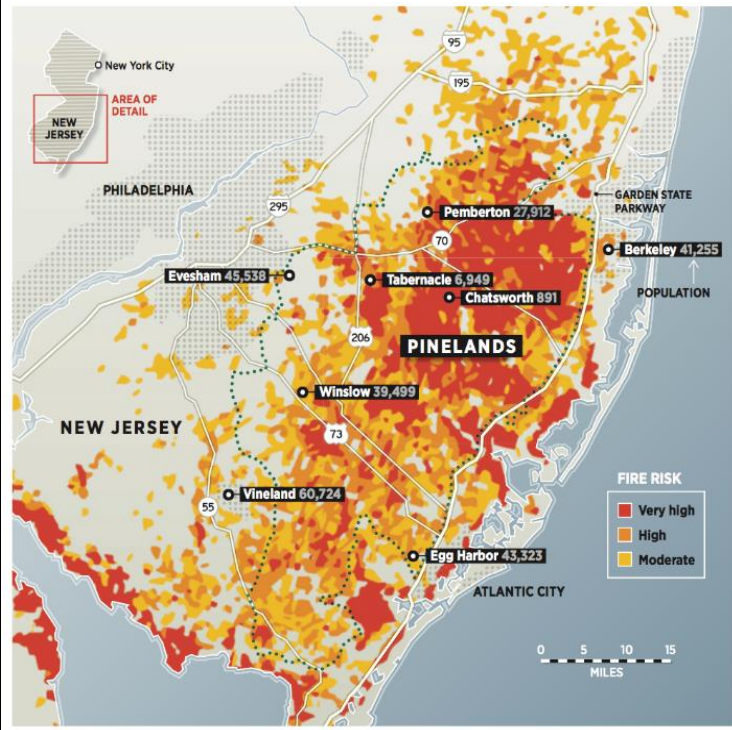 95
195
New York City
AREA OF
DETAIL
NEW
JERSEY
PHILADELPHIA
295
GARDEN STATE
PARKWAY
Pemberton 27,912
70
Berkeley 41,255
Evesham 45,538
Tabernacle 6,949
POPULATION
Chatsworth 891
206
PINELANDS
Winslow 39,499
NEW JERSEY
73
FIRE RISK
Very high
High
Moderate
Vineland 60,724
55
Egg Harbor 43,323
ATLANTIC CITY
0 5 10 15
MILES